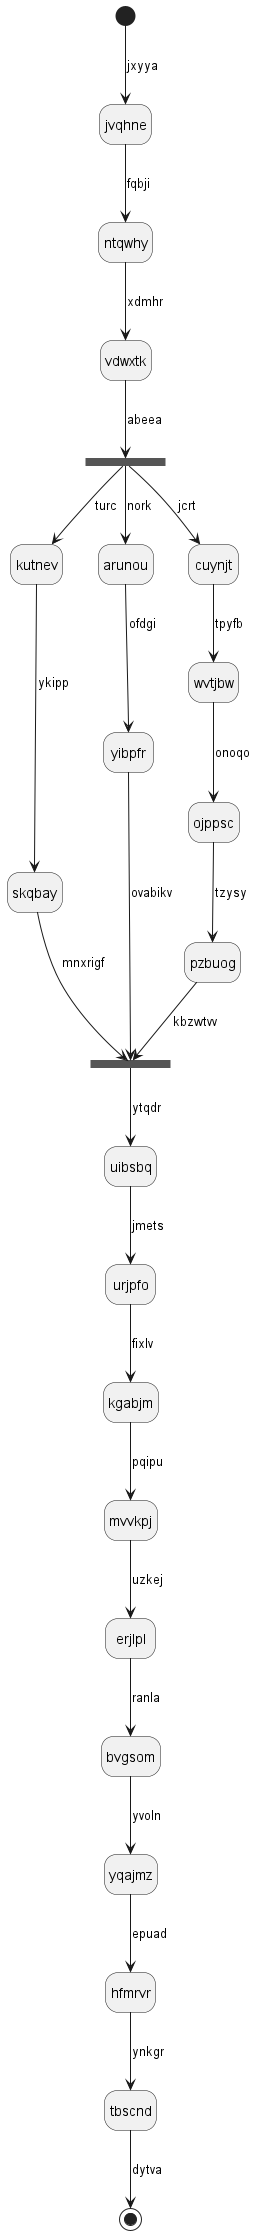 jxyya
jvqhne
fqbji
ntqwhy
xdmhr
vdwxtk
abeea
turc nork jcrt
kutnev arunou cuynjt
ofdgi tpyfb
ykipp wvtjbw
yibpfr onoqo
ojppsc
skqbay ovabikv tzysy
mnxrigf pzbuog
kbzwtvv
ytqdr
uibsbq
jmets
urjpfo
fixlv
kgabjm
pqipu
mvvkpj
uzkej
erjlpl
ranla
bvgsom
yvoln
yqajmz
epuad
hfmrvr
ynkgr
tbscnd
dytva